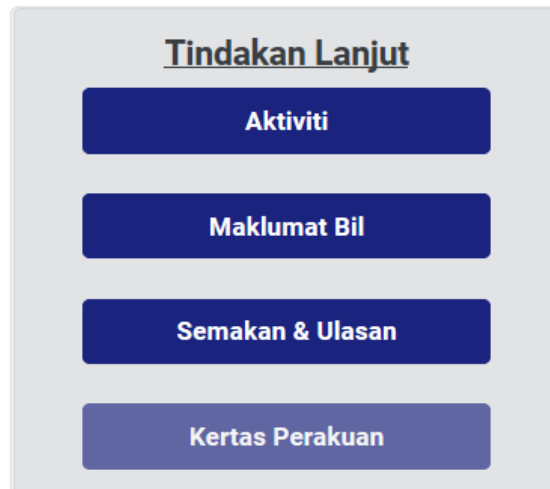 Tindakan Lanjut
Aktiviti
Maklumat Bil
Semakan & Ulasan
Kertas Perakuan